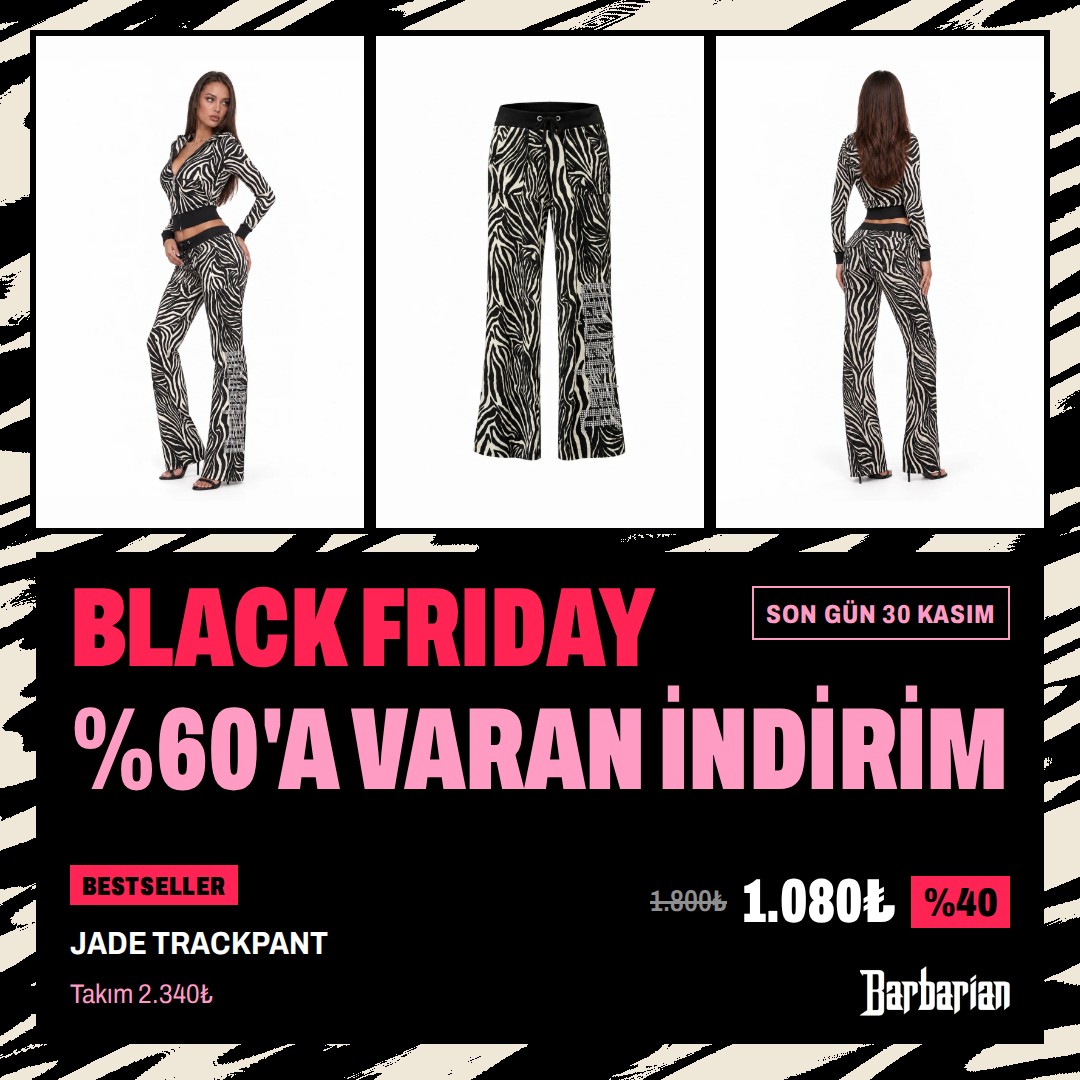 BLACK FRIDAY
SON GÜN 30 KASIM
%60'A VARAN İNDİRİM
BESTSELLER
1.800₺ 1.080₺ %40
JADE TRACKPANT
Takım 2.340₺
Barbarian